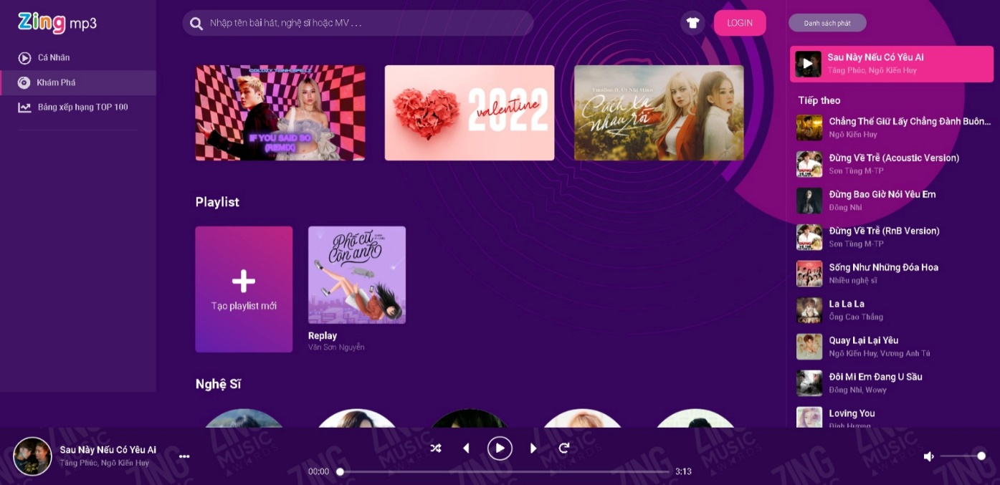 Zing mp3
Cá Nhân
Khám Phá
Bảng xếp hạng TOP 100
Nhập tên bài hát, nghệ sĩ hoặc MV . . .
LOGIN
IF YOU SAID SO
(REMIX)
2022
valentine
Cách xa
nhau rồi
Playlist
Tạo playlist mới
Phố cũ
Còn anh
Replay
Văn Sơn Nguyễn
Nghệ Sĩ
Danh sách phát
Sau Này Nếu Có Yêu Ai
Tăng Phúc, Ngô Kiến Huy
Tiếp theo
Chẳng Thể Giữ Lấy Chẳng Đành Buôn...
Ngô Kiến Huy
Đừng Về Trễ (Acoustic Version)
Sơn Tùng M-TP
Đừng Bao Giờ Nói Yêu Em
Đông Nhi
Đừng Về Trễ (RnB Version)
Sơn Tùng M-TP
Sống Như Những Đóa Hoa
Nhiều nghệ sĩ
La La La
Ông Cao Thắng
Quay Lại Lại Yêu
Ngô Kiến Huy, Vương Anh Tú
Đôi Mi Em Đang U Sầu
Đông Nhi, Wowy
Loving You
Đinh Hương
Sau Này Nếu Có Yêu Ai
Tăng Phúc, Ngô Kiến Huy
00:00
3:13
ZING
MUSIC
AWARDS